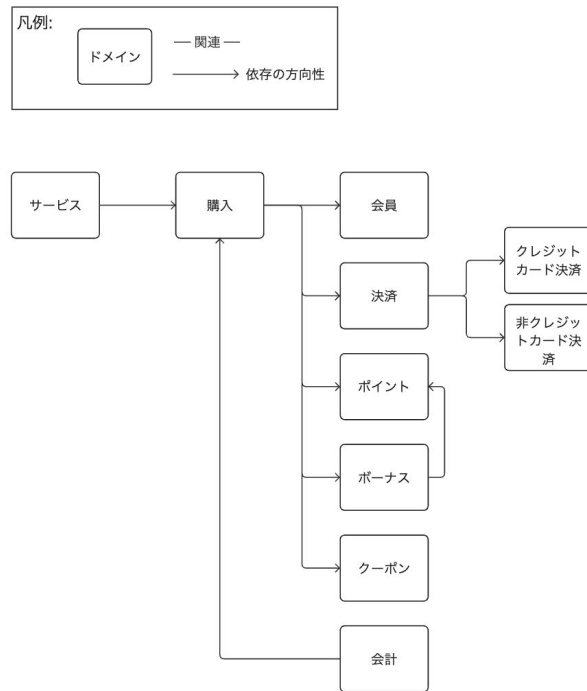 凡例:
ドメイン
関連
依存の方向性
サービス
購入
会員
決済
クレジット
カード決済
非クレジッ
トカード決
済
ポイント
ボーナス
クーポン
会計